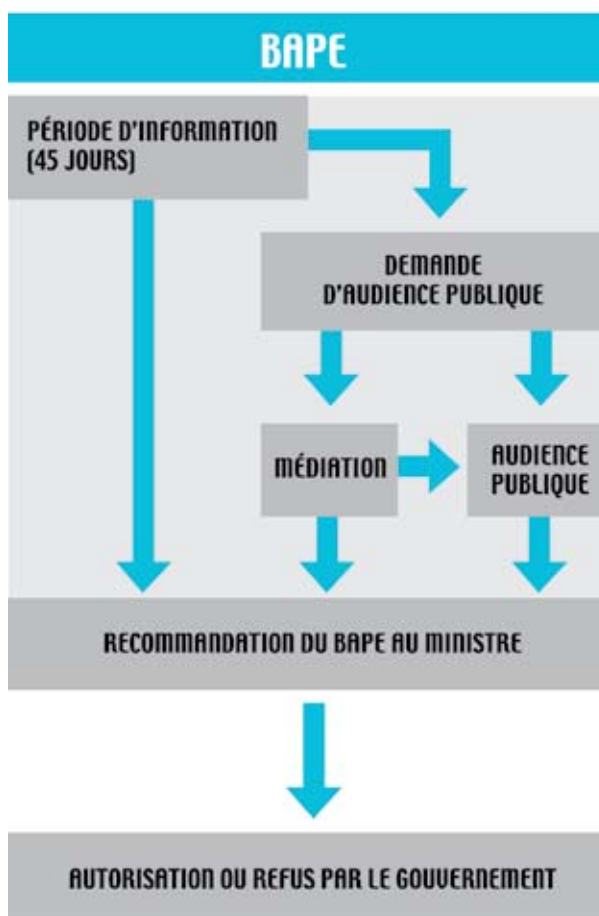 BAPE
PÉRIODE D'INFORMATION
(45 JOURS)
DEMANDE
D'AUDIENCE PUBLIQUE
MÉDIATION
AUDIENCE
PUBLIQUE
RECOMMANDATION DU BAPE AU MINISTRE
AUTORISATION OU REFUS PAR LE GOUVERNEMENT